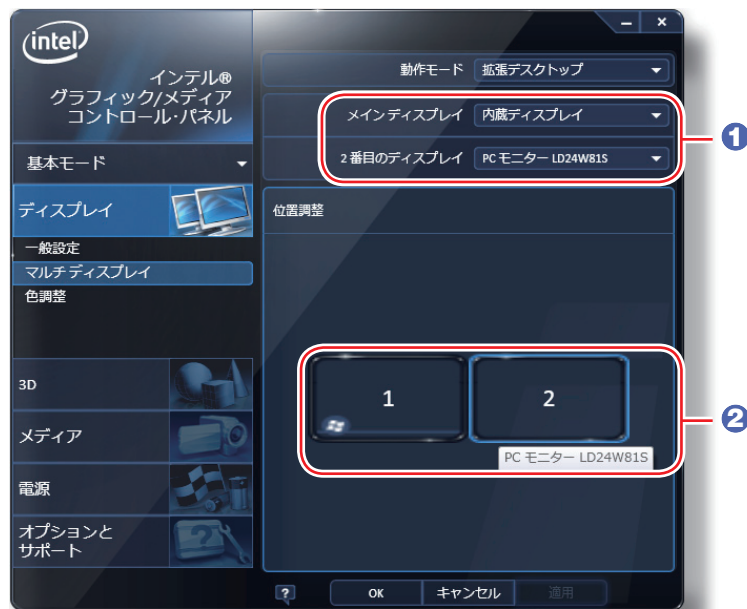 intel
インテル®
グラフィック/メディア
コントロール・パネル
基本モード
ディスプレイ
一般設定
マルチ ディスプレイ
色調整
3D
メディア
電源
オプションと
サポート
動作モード 拡張デスクトップ
メイン ディスプレイ 内蔵ディスプレイ
2 番目のディスプレイ PC モニター LD24W81S
1
位置調整
1 2
2
PC モニター LD24W81S
? OK キャンセル 適用